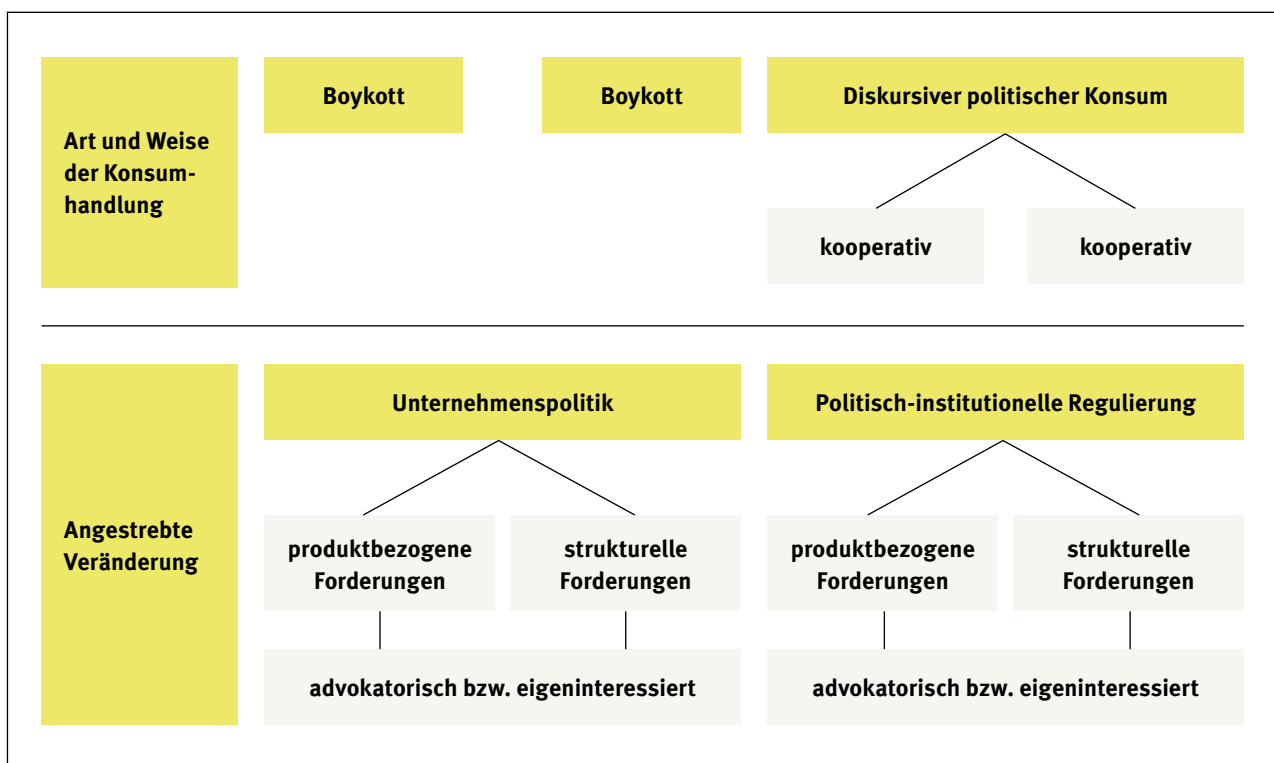 Art und Weise
der Konsum-
handlung
Boykott
Boykott
Diskursiver politischer Konsum
kooperativ
kooperativ
Angestrebte
Veränderung
Unternehmenspolitik
Politisch-institutionelle Regulierung
produktbezogene
Forderungen
strukturelle
Forderungen
produktbezogene
Forderungen
strukturelle
Forderungen
advokatorisch bzw. eigeninteressiert
advokatorisch bzw. eigeninteressiert